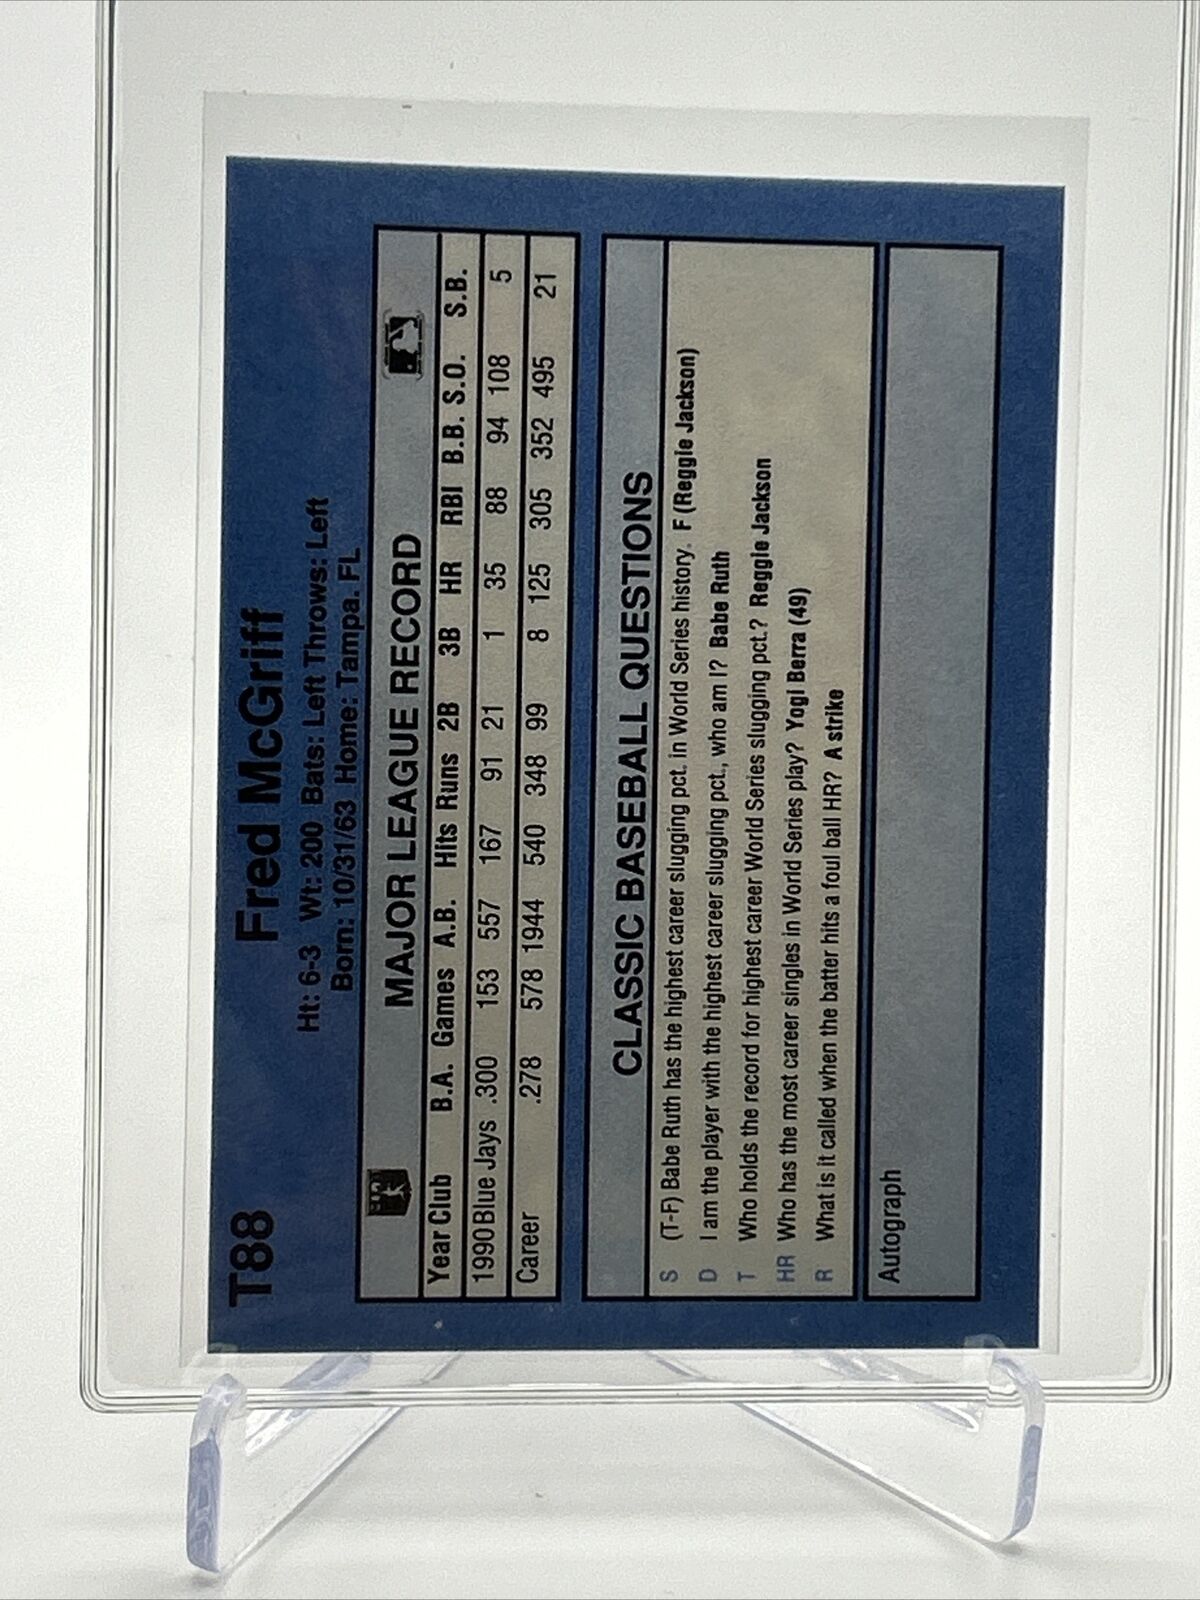 T88
Fred McGriff
Ht: 6-3 Wt: 200 Bats: Left Throws: Left
Born: 10/31/63 Home: Tampa. FL
MAJOR LEAGUE RECORD
Year Club B.A. Games A.B. Hits Runs 2B 3B HR RBI B.B. S.O. S.B.
1990 Blue Jays .300 153 557 167 91 21 1 35 88 94 108 5
Career .278 578 1944 540 348 99 8 125 305 352 495 21
CLASSIC BASEBALL QUESTIONS
S (T-F) Babe Ruth has the highest career slugging pct. in World Series history. F (Reggie Jackson)
D I am the player with the highest career slugging pct., who am I? Babe Ruth
T Who holds the record for highest career World Series slugging pct.? Reggie Jackson
HR Who has the most career singles in World Series play? Yogi Berra (49)
R What is it called when the batter hits a foul ball HR? A strike
Autograph